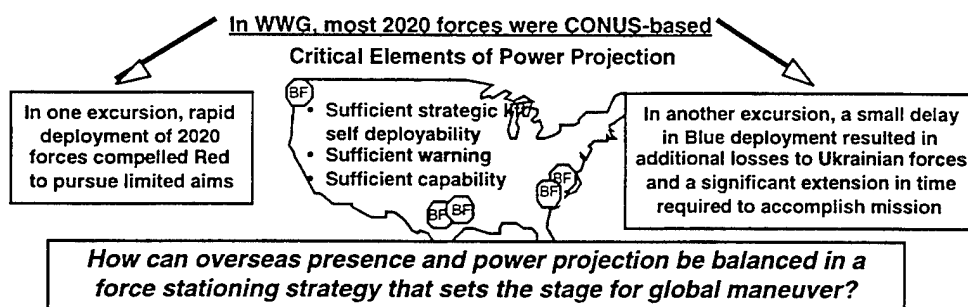 In WWG, most 2020 forces were CONUS-based
Critical Elements of Power Projection
In one excursion, rapid
deployment of 2020
forces compelled Red
to pursue limited aims
BF
• Sufficient strategic
self deployability
• Sufficient warning
• Sufficient capability
BF
BF
BF
BF
In another excursion, a small delay
in Blue deployment resulted in
additional losses to Ukrainian forces
and a significant extension in time
required to accomplish mission
How can overseas presence and power projection be balanced in a
force stationing strategy that sets the stage for global maneuver?